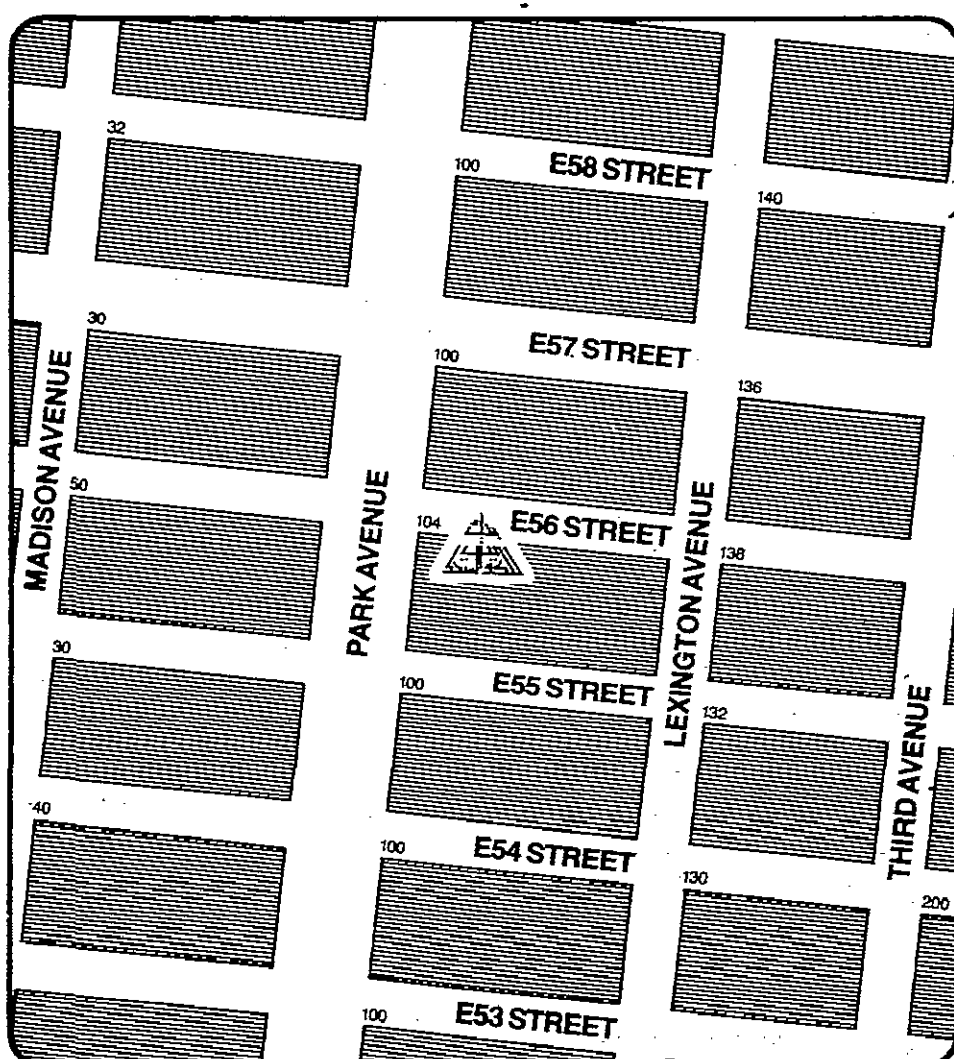 32
E58 STREET
100
140
30
E57 STREET
100
136
MADISON AVENUE
50
PARK AVENUE
104
E56 STREET
LEXINGTON AVENUE
138
30
E55 STREET
100
132
THIRD AVENUE
40
E54 STREET
100
130
200
E53 STREET
100